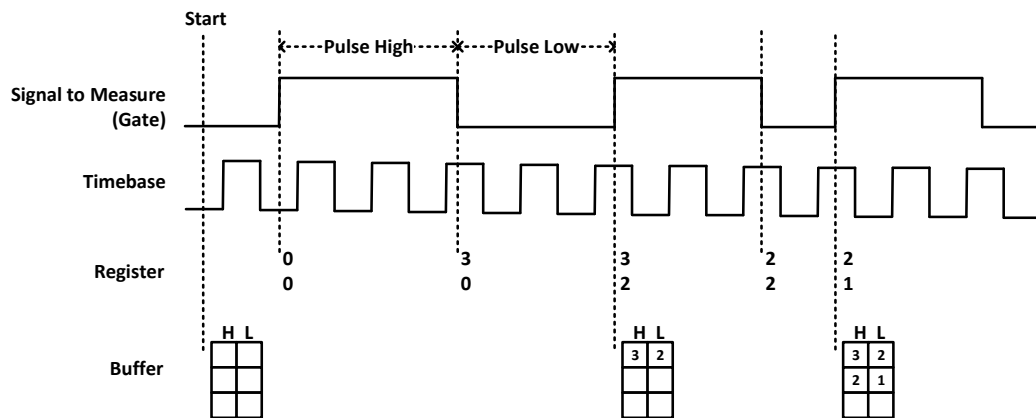 Start
Pulse High
Pulse Low
Signal to Measure
(Gate)
Timebase
Register
0 3 3 2 2
0 0 2 2 1
H L H L H L
Buffer
3 2 3 2
2 1